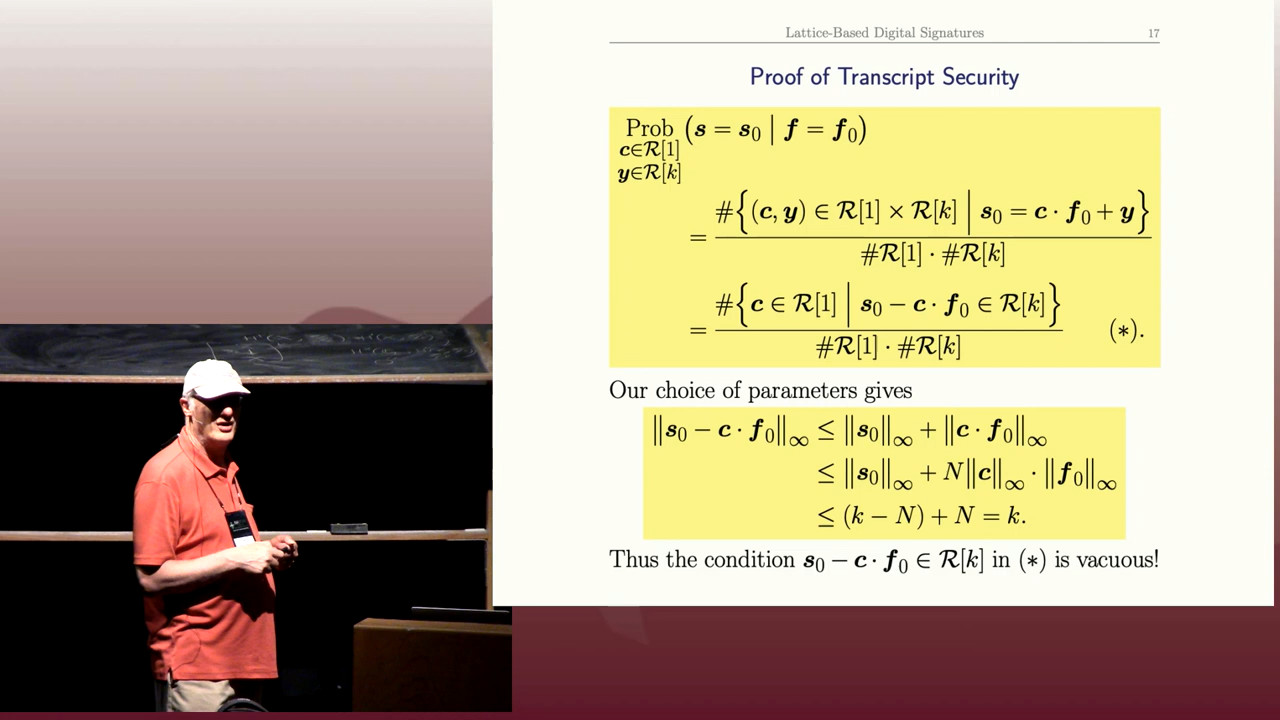 Lattice-Based Digital Signatures 17
Proof of Transcript Security
Prob (s = s₀ | f = f₀)
c∈R[1]
y∈R[k]
= #{(c, y) ∈ R[1] × R[k] | s₀ = c · f₀ + y}
#R[1] · #R[k]
= #{c ∈ R[1] | s₀ − c · f₀ ∈ R[k]} (∗).
#R[1] · #R[k]
Our choice of parameters gives
‖s₀ − c · f₀‖∞ ≤ ‖s₀‖∞ + ‖c · f₀‖∞
≤ ‖s₀‖∞ + N‖c‖∞ · ‖f₀‖∞
≤ (k − N) + N = k.
Thus the condition s₀ − c · f₀ ∈ R[k] in (∗) is vacuous!